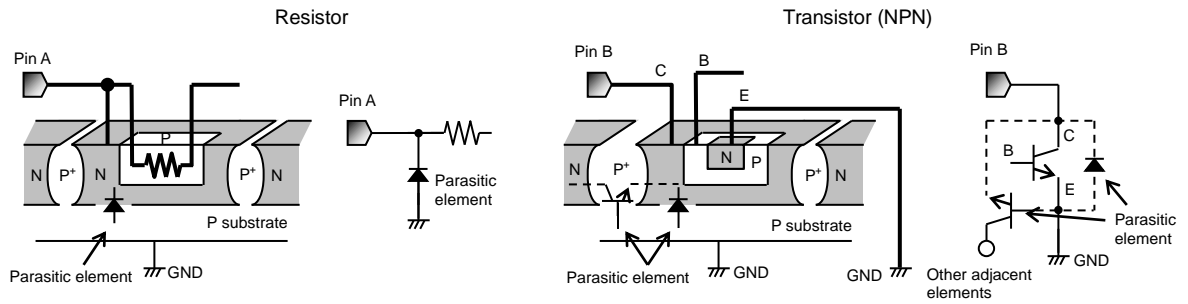 Resistor
Transistor (NPN)
Pin A
P
N
P+
N
P+
N
P substrate
Parasitic element
GND
Pin A
Parasitic
element
Pin B
C
B
E
N
P+
N
P
P+
N
P substrate
Parasitic element
GND
GND
Pin B
C
B
E
Parasitic
element
GND
Other adjacent
elements